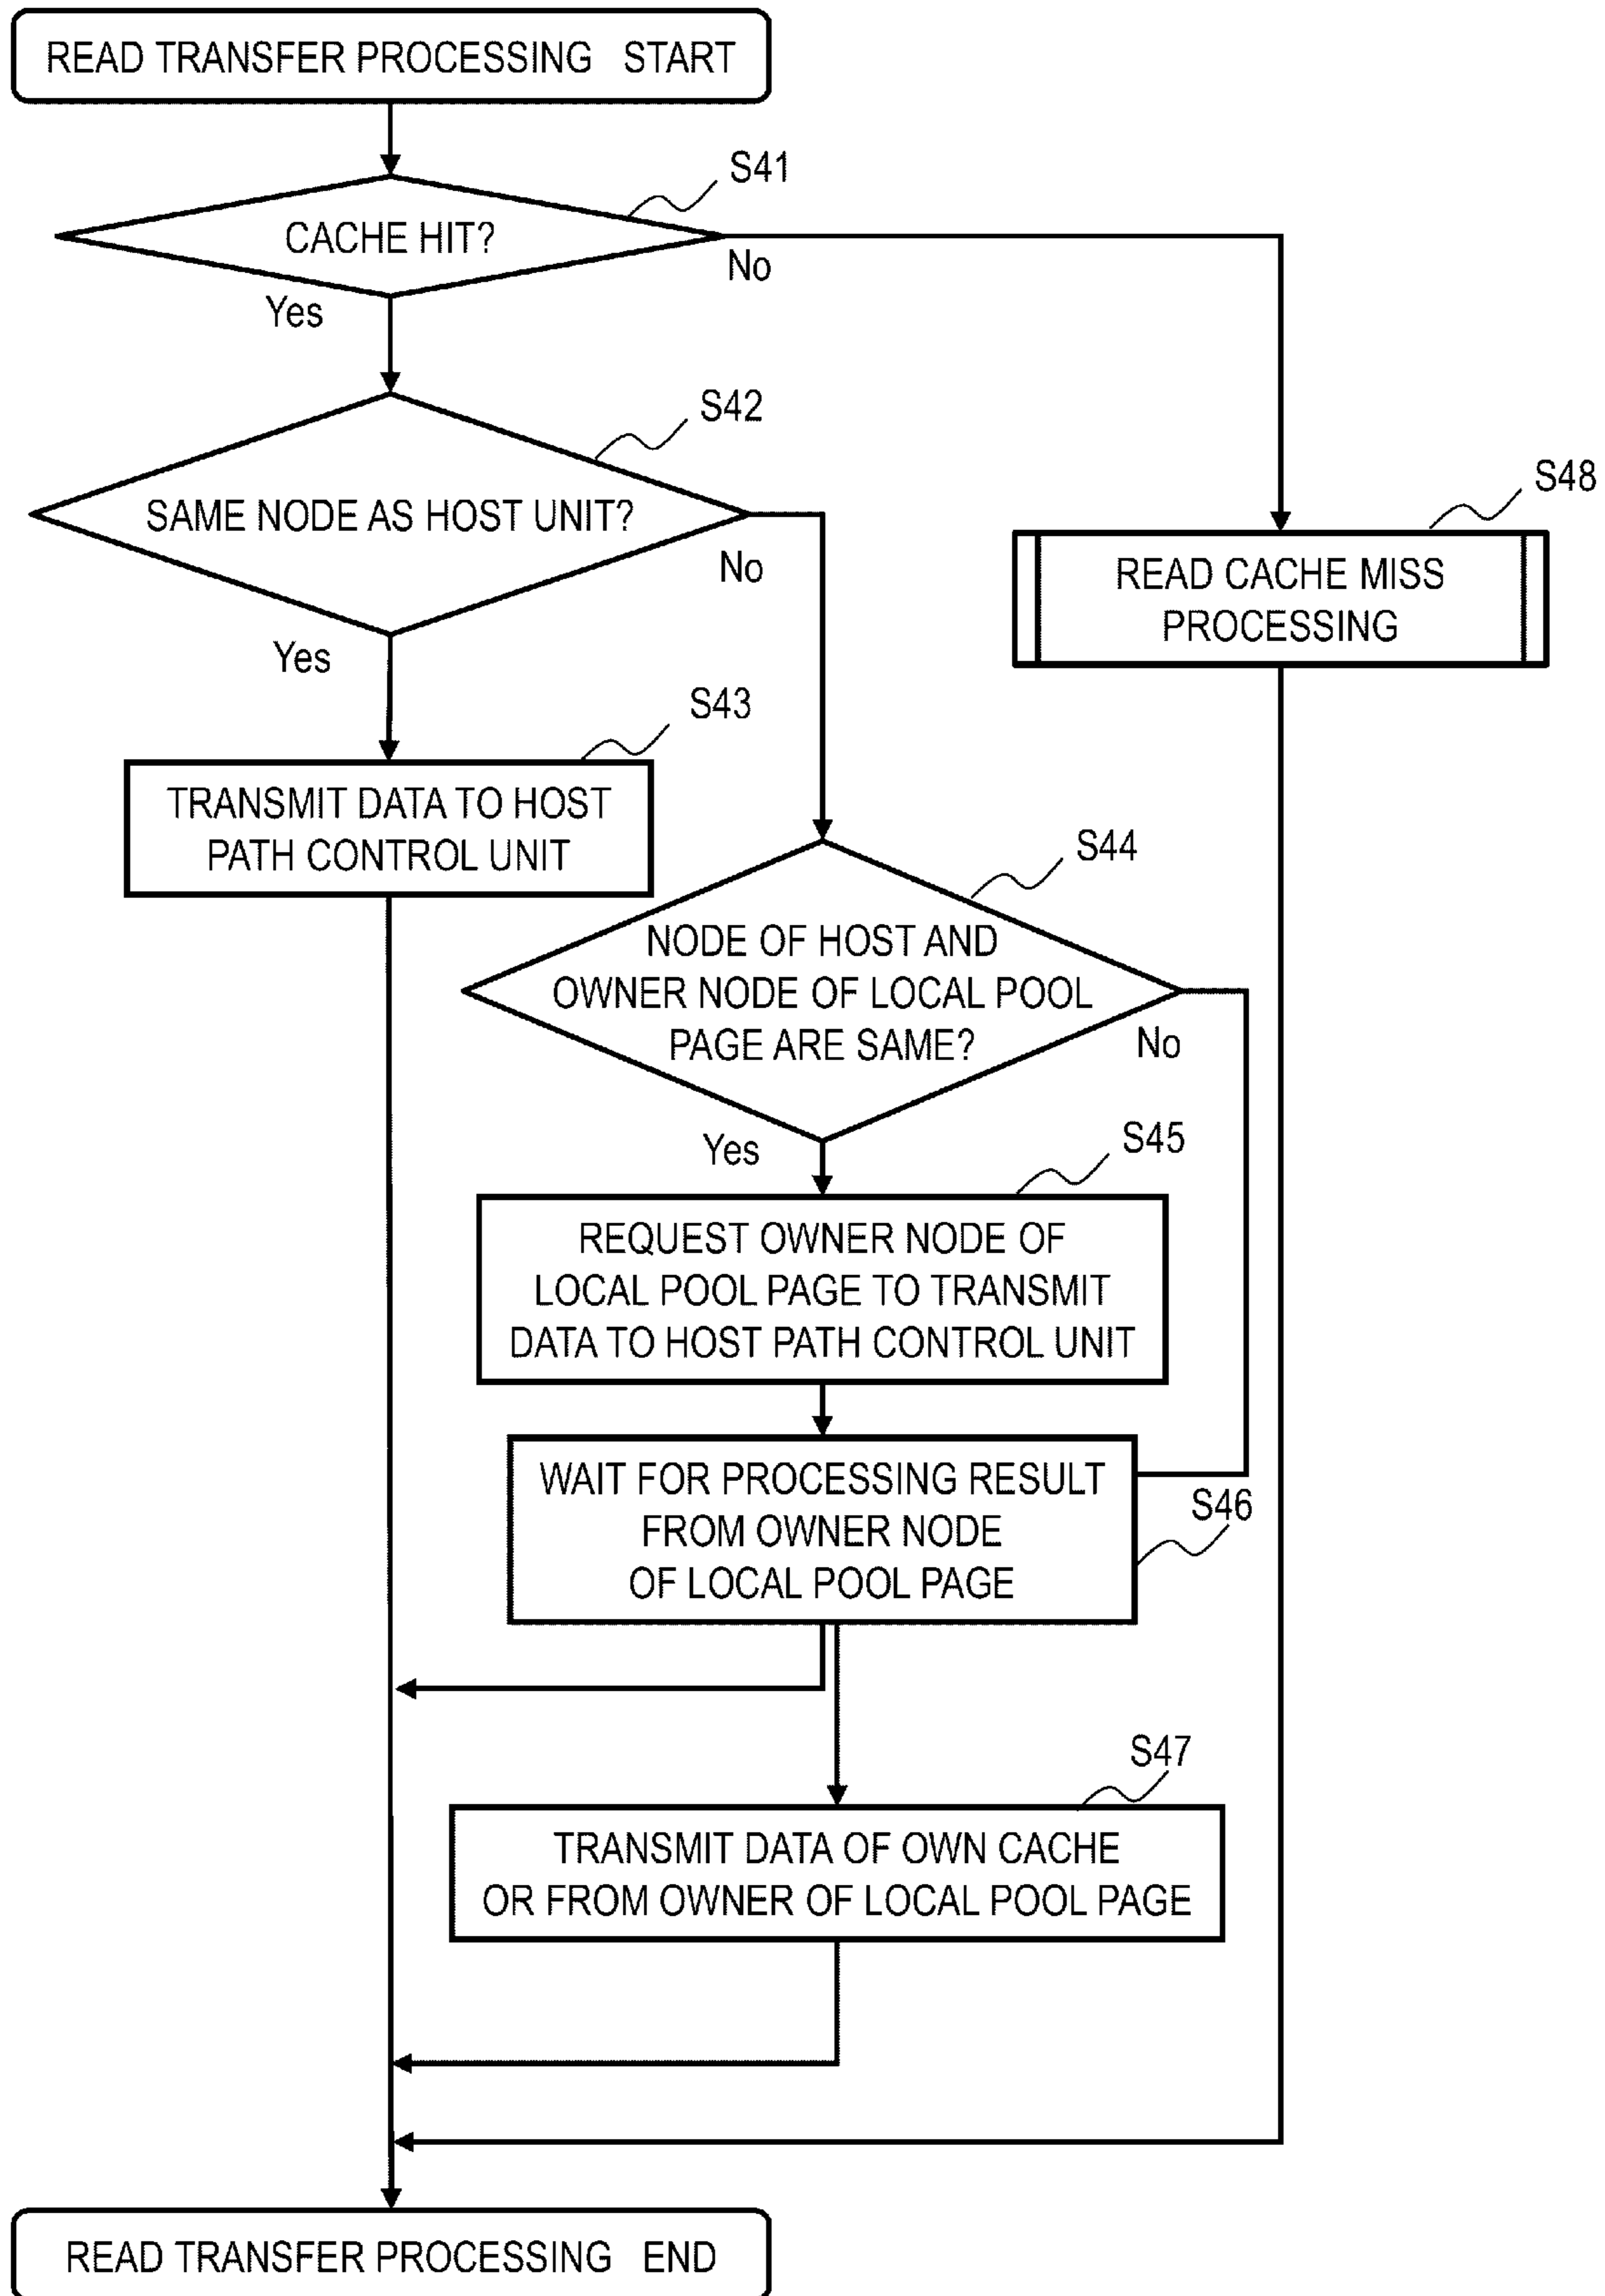 READ TRANSFER PROCESSING START
S41
CACHE HIT?
No
Yes
S42
SAME NODE AS HOST UNIT?
No
Yes
S48
READ CACHE MISS
PROCESSING
S43
TRANSMIT DATA TO HOST
PATH CONTROL UNIT
S44
NODE OF HOST AND
OWNER NODE OF LOCAL POOL
PAGE ARE SAME?
No
Yes
S45
REQUEST OWNER NODE OF
LOCAL POOL PAGE TO TRANSMIT
DATA TO HOST PATH CONTROL UNIT
WAIT FOR PROCESSING RESULT
FROM OWNER NODE
OF LOCAL POOL PAGE
S46
S47
TRANSMIT DATA OF OWN CACHE
OR FROM OWNER OF LOCAL POOL PAGE
READ TRANSFER PROCESSING END